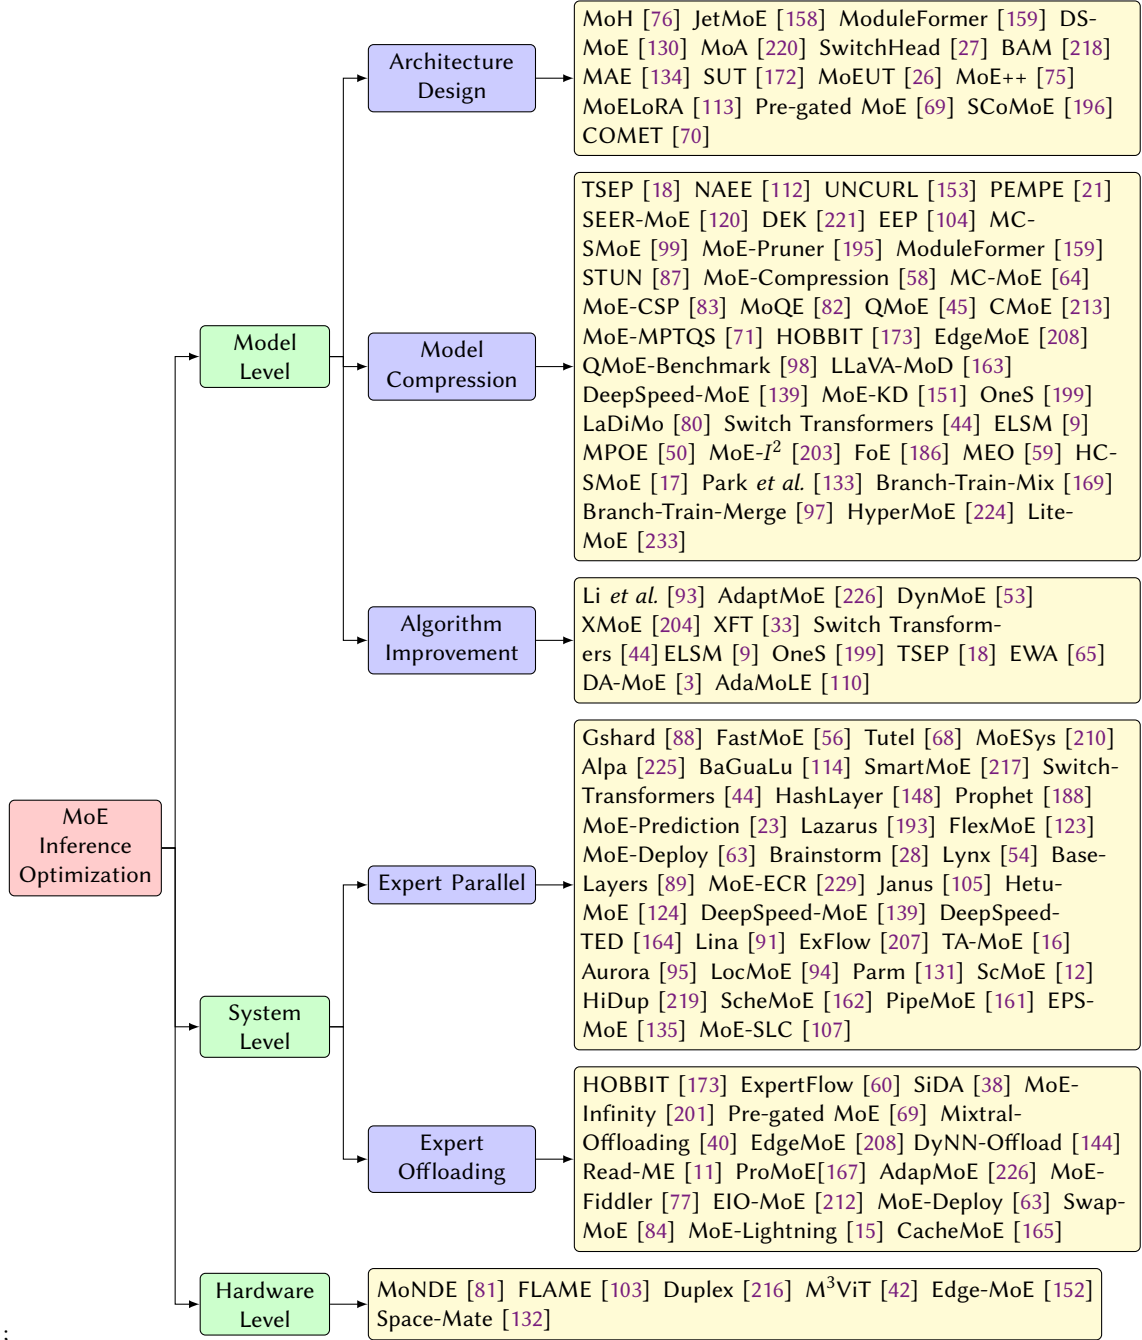 MoH [76] JetMoE [158] ModuleFormer [159] DS-
MoE [130] MoA [220] SwitchHead [27] BAM [218]
MAE [134] SUT [172] MoEUT [26] MoE++ [75]
MoELoRA [113] Pre-gated MoE [69] SCoMoE [196]
COMET [70]
Architecture
Design
TSEP [18] NAEE [112] UNCURL [153] PEMPE [21]
SEER-MoE [120] DEK [221] EEP [104] MC-
SMoE [99] MoE-Pruner [195] ModuleFormer [159]
STUN [87] MoE-Compression [58] MC-MoE [64]
MoE-CSP [83] MoQE [82] QMoE [45] CMoE [213]
MoE-MPTQS [71] HOBBIT [173] EdgeMoE [208]
QMoE-Benchmark [98] LLaVA-MoD [163]
DeepSpeed-MoE [139] MoE-KD [151] OneS [199]
LaDiMo [80] Switch Transformers [44] ELSM [9]
MPOE [50] MoE-I² [203] FoE [186] MEO [59] HC-
SMoE [17] Park et al. [133] Branch-Train-Mix [169]
Branch-Train-Merge [97] HyperMoE [224] Lite-
MoE [233]
Model
Level
Model
Compression
Li et al. [93] AdaptMoE [226] DynMoE [53]
XMoE [204] XFT [33] Switch Transform-
ers [44] ELSM [9] OneS [199] TSEP [18] EWA [65]
DA-MoE [3] AdaMoLE [110]
Algorithm
Improvement
MoE
Inference
Optimization
Gshard [88] FastMoE [56] Tutel [68] MoESys [210]
Alpa [225] BaGuaLu [114] SmartMoE [217] Switch-
Transformers [44] HashLayer [148] Prophet [188]
MoE-Prediction [23] Lazarus [193] FlexMoE [123]
MoE-Deploy [63] Brainstorm [28] Lynx [54] Base-
Layers [89] MoE-ECR [229] Janus [105] Hetu-
MoE [124] DeepSpeed-MoE [139] DeepSpeed-
TED [164] Lina [91] ExFlow [207] TA-MoE [16]
Aurora [95] LocMoE [94] Parm [131] ScMoE [12]
HiDup [219] ScheMoE [162] PipeMoE [161] EPS-
MoE [135] MoE-SLC [107]
Expert Parallel
System
Level
HOBBIT [173] ExpertFlow [60] SiDA [38] MoE-
Infinity [201] Pre-gated MoE [69] Mixtral-
Offloading [40] EdgeMoE [208] DyNN-Offload [144]
Read-ME [11] ProMoE[167] AdapMoE [226] MoE-
Fiddler [77] EIO-MoE [212] MoE-Deploy [63] Swap-
MoE [84] MoE-Lightning [15] CacheMoE [165]
Expert
Offloading
Hardware
Level
MoNDE [81] FLAME [103] Duplex [216] M³ViT [42] Edge-MoE [152]
Space-Mate [132]
;